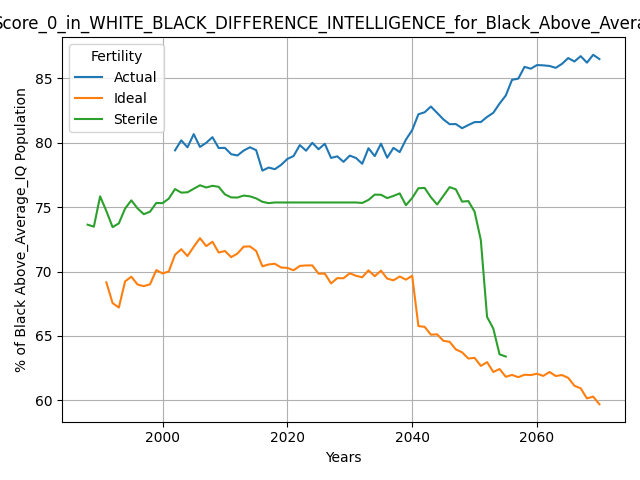 Score_0_in_WHITE_BLACK_DIFFERENCE_INTELLIGENCE_for_Black_Above_Avera
Fertility
Actual
Ideal
Sterile
% of Black Above_Average_IQ Population
85
80
75
70
65
60
2000
2020
2040
2060
Years